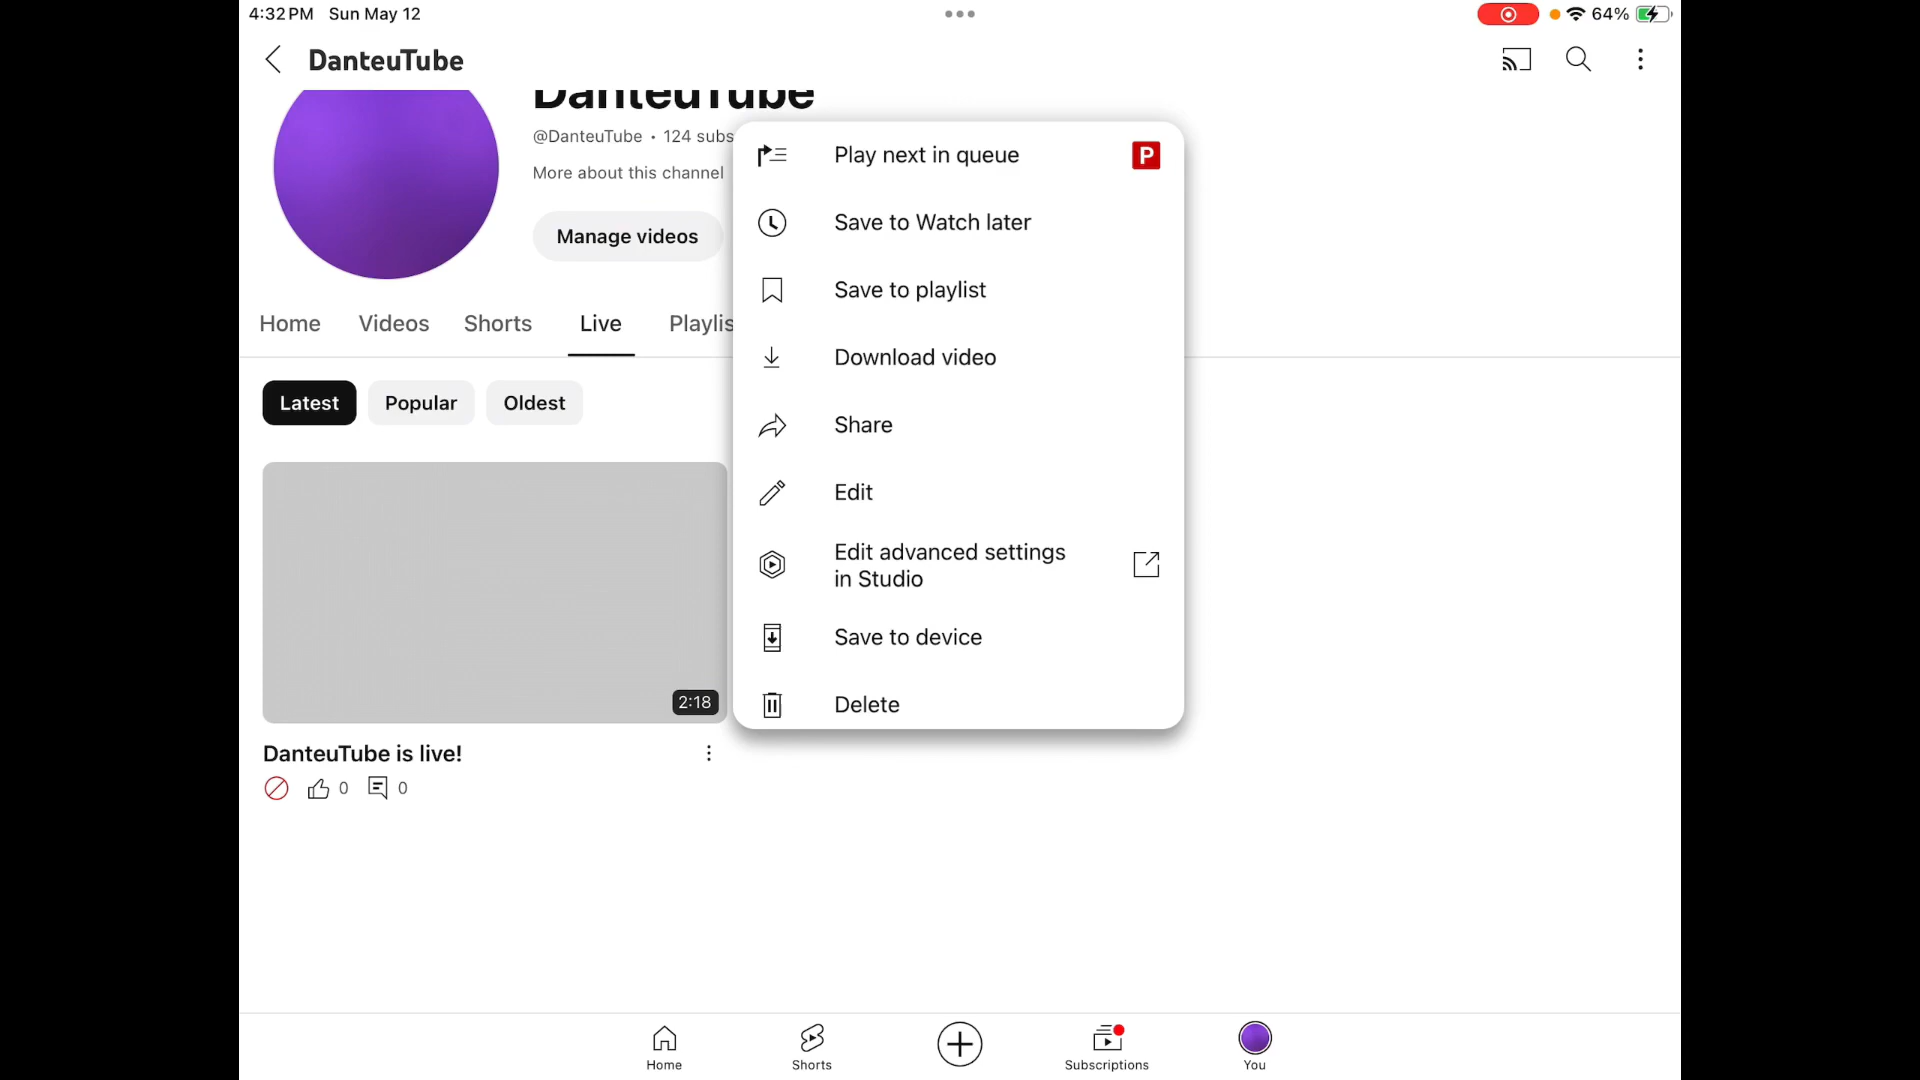 4:32 PM Sun May 12
64%
DanteuTube
DanteuTube
@DanteuTube • 124 subs
More about this channel
Manage videos
Home Videos Shorts Live Playlis
Latest Popular Oldest
2:18
DanteuTube is live!
0 0
Play next in queue P
Save to Watch later
Save to playlist
Download video
Share
Edit
Edit advanced settings
in Studio
Save to device
Delete
Home Shorts Subscriptions You